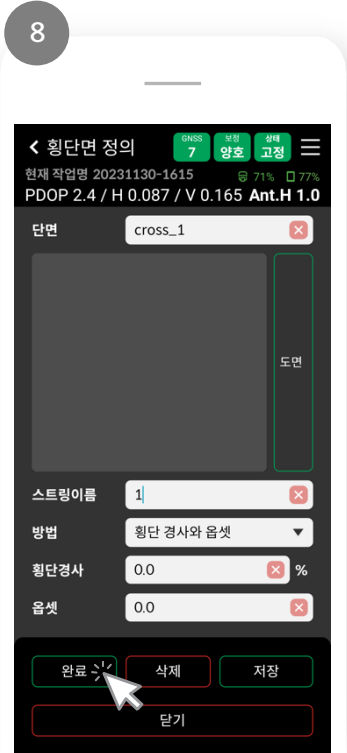 8
횡단면 정의
GNSS 7
보정 양호
상태 고정
현재 작업명 20231130-1615 71% 77%
PDOP 2.4 / H 0.087 / V 0.165 Ant.H 1.0
단면 cross_1
도면
스트링이름 1
방법 횡단 경사와 옵셋
횡단경사 0.0 %
옵셋 0.0
완료 삭제 저장
닫기